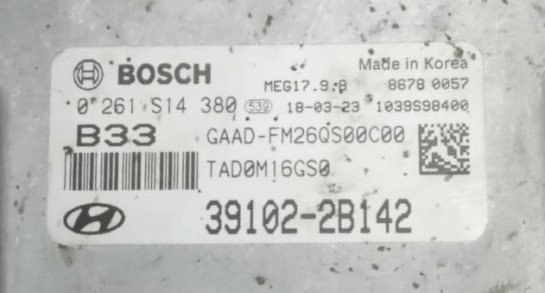 Made in Korea
BOSCH
MEG17.9.8 8678 0057
0 261 S14 380 539 18-03-23 1039S98400
B33 GAAD-FM26QS00C00
TAD0M16GS0
39102-2B142